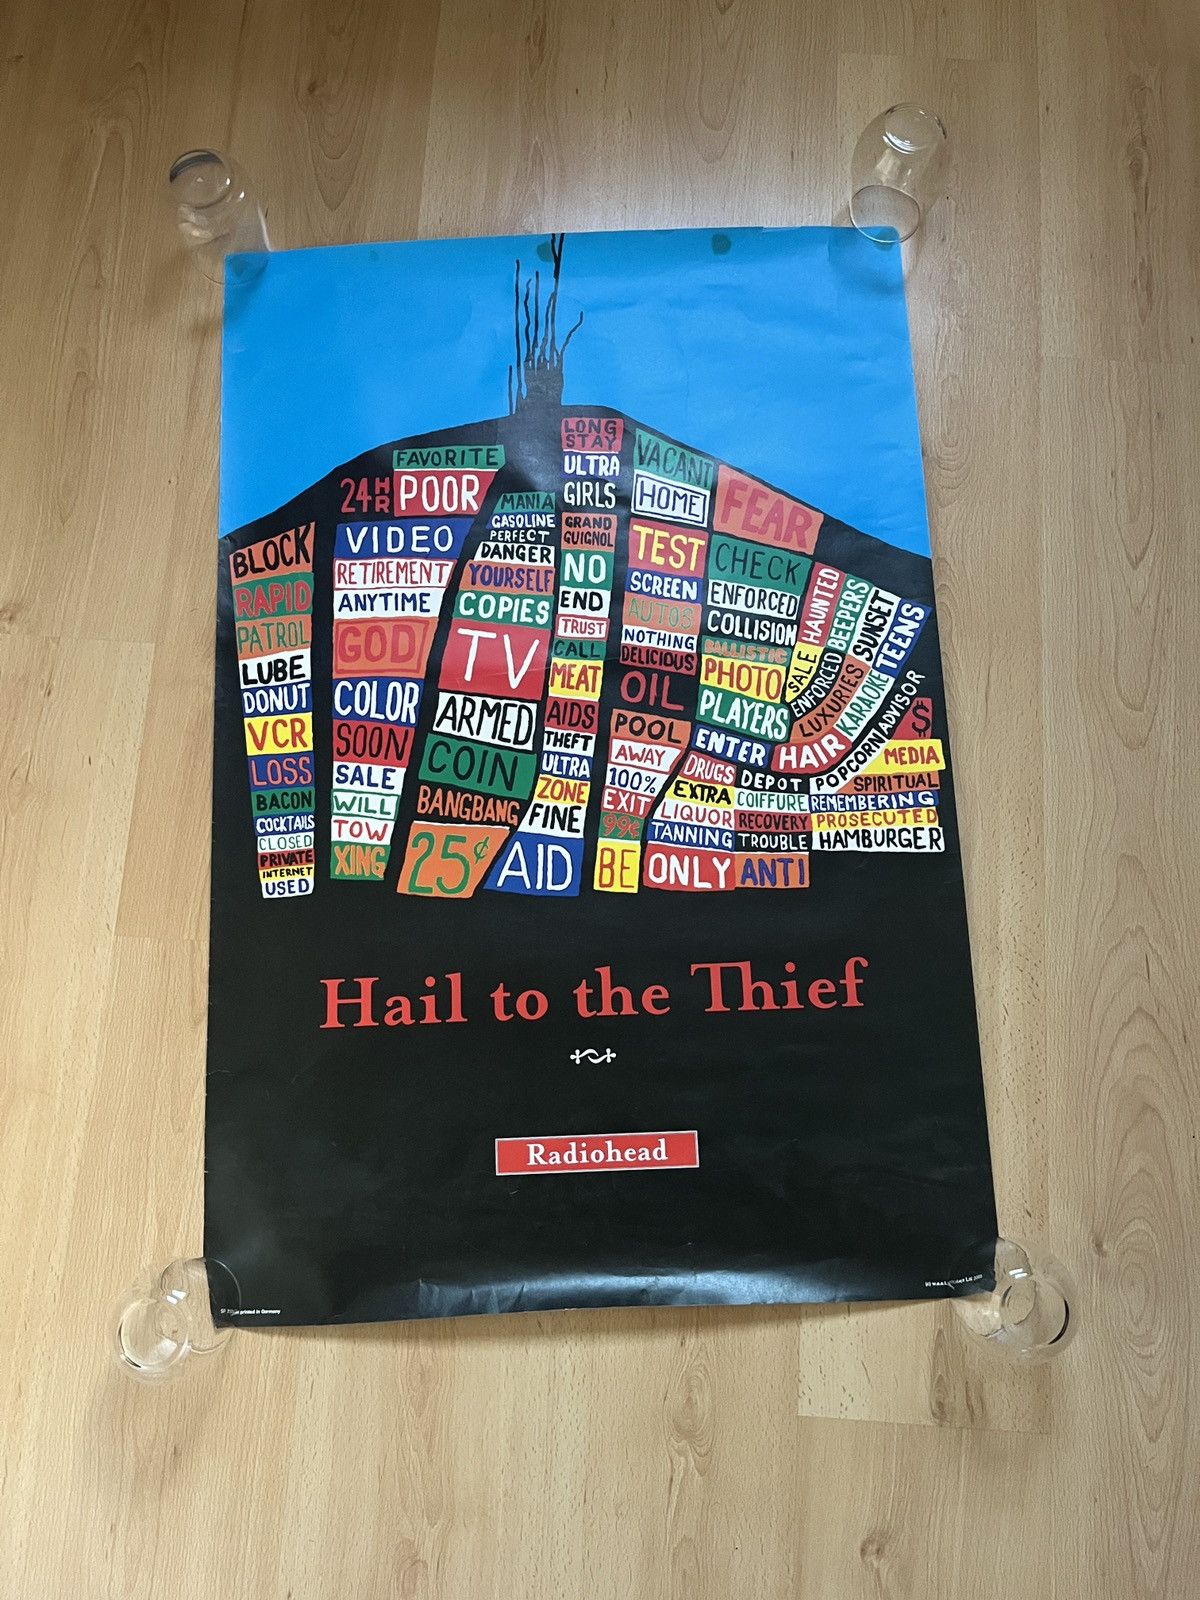 BLOCK
RAPID
PATROL
LUBE
DONUT
VCR
LOSS
BACON
COCKTAILS
CLOSED
PRIVATE
INTERNET
USED
FAVORITE
24HR POOR
VIDEO
RETIREMENT
ANYTIME
GOD
COLOR
SOON
SALE
WILL
TOW
XING
MANIA
GASOLINE
PERFECT
DANGER
YOURSELF
COPIES
TV
ARMED
COIN
BANGBANG
25¢
LONG
STAY
ULTRA
GIRLS
GRAND
GUIGNOL
NO
END
TRUST
CALL
MEAT
AIDS
THEFT
ULTRA
ZONE
FINE
AID
VACANT
HOME
TEST
SCREEN
AUTOS
NOTHING
DELICIOUS
OIL
POOL
AWAY
100%
EXIT
99¢
BE
FEAR
CHECK
ENFORCED
COLLISION
BALLISTIC
PHOTO
PLAYERS
ENTER
DRUGS
EXTRA
LIQUOR
TANNING
ONLY
HAUNTED
SALE
BEEPERS
ENFORCED
SUNSET
LUXURIES
TEENS
KARAOKE
HAIR
POPCORN ADVISOR
DEPOT
COIFFURE
RECOVERY
TROUBLE
ANTI
$
MEDIA
SPIRITUAL
REMEMBERING
PROSECUTED
HAMBURGER
Hail to the Thief
Radiohead
printed in Germany